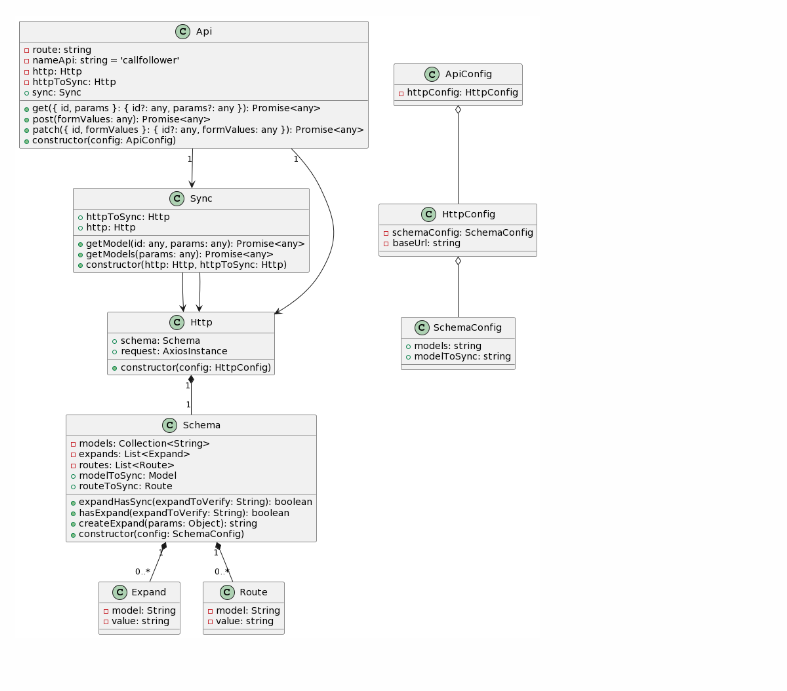 C Api
route: string
nameApi: string = 'callfollower'
http: Http
httpToSync: Http
sync: Sync
get({ id, params }: { id?: any, params?: any }): Promise<any>
post(formValues: any): Promise<any>
patch({ id, formValues }: { id?: any, formValues: any }): Promise<any>
constructor(config: ApiConfig)
1
1
C Sync
httpToSync: Http
http: Http
getModel(id: any, params: any): Promise<any>
getModels(params: any): Promise<any>
constructor(http: Http, httpToSync: Http)
C Http
schema: Schema
request: AxiosInstance
constructor(config: HttpConfig)
1
1
C Schema
models: Collection<String>
expands: List<Expand>
routes: List<Route>
modelToSync: Model
routeToSync: Route
expandHasSync(expandToVerify: String): boolean
hasExpand(expandToVerify: String): boolean
createExpand(params: Object): string
constructor(config: SchemaConfig)
1
1
0..*
0..*
C Expand
model: String
value: string
C Route
model: String
value: string
C ApiConfig
httpConfig: HttpConfig
C HttpConfig
schemaConfig: SchemaConfig
baseUrl: string
C SchemaConfig
models: string
modelToSync: string